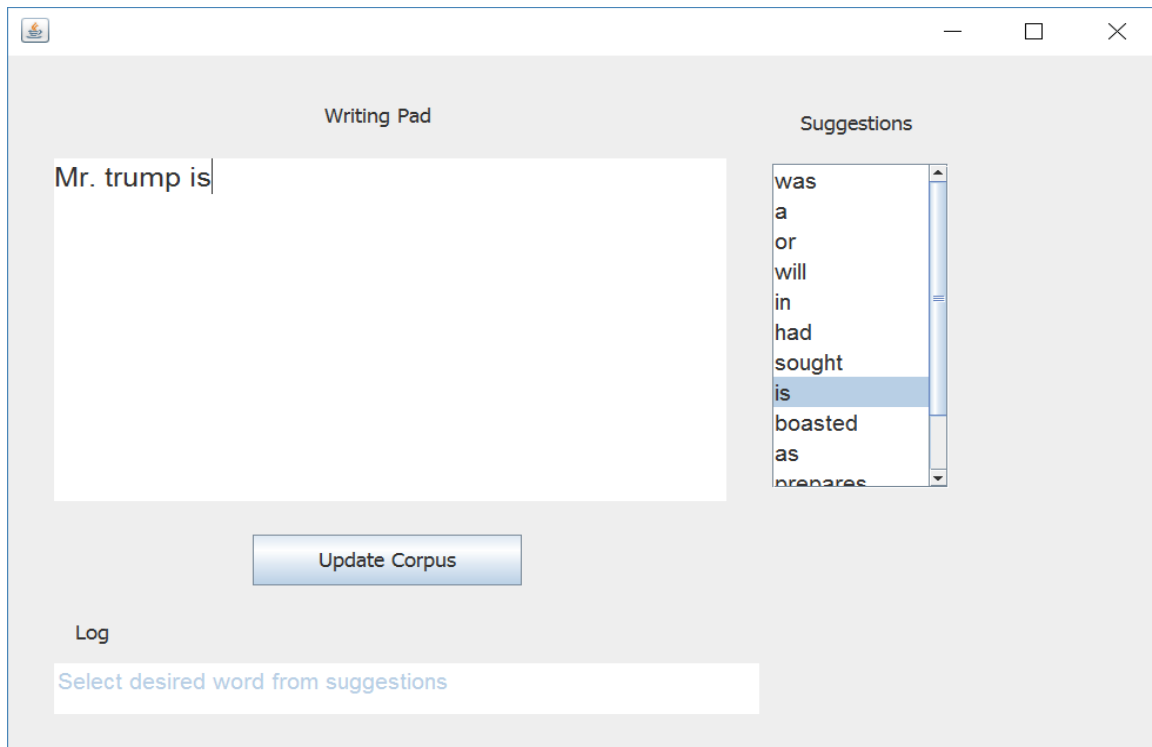 Writing Pad
Suggestions
Mr. trump is
was
a
or
will
in
had
sought
is
boasted
as
prepares
Update Corpus
Log
Select desired word from suggestions